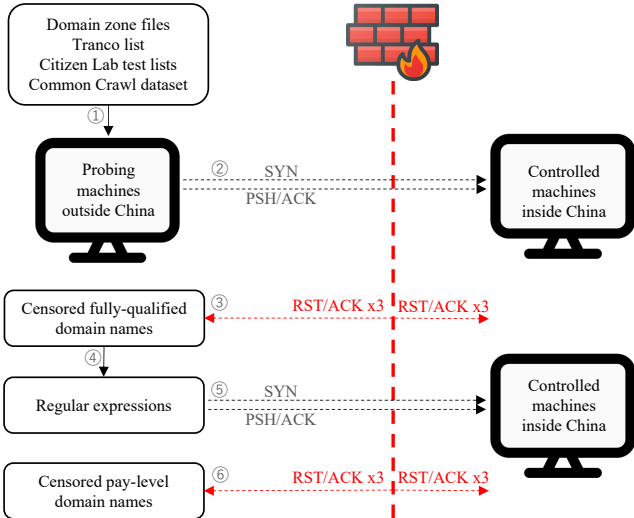 Domain zone files
Tranco list
Citizen Lab test lists
Common Crawl dataset
①
Probing
machines
outside China
②
SYN
PSH/ACK
Controlled
machines
inside China
Censored fully-qualified
domain names
③
RST/ACK x3
RST/ACK x3
④
Regular expressions
⑤
SYN
PSH/ACK
Controlled
machines
inside China
Censored pay-level
domain names
⑥
RST/ACK x3
RST/ACK x3